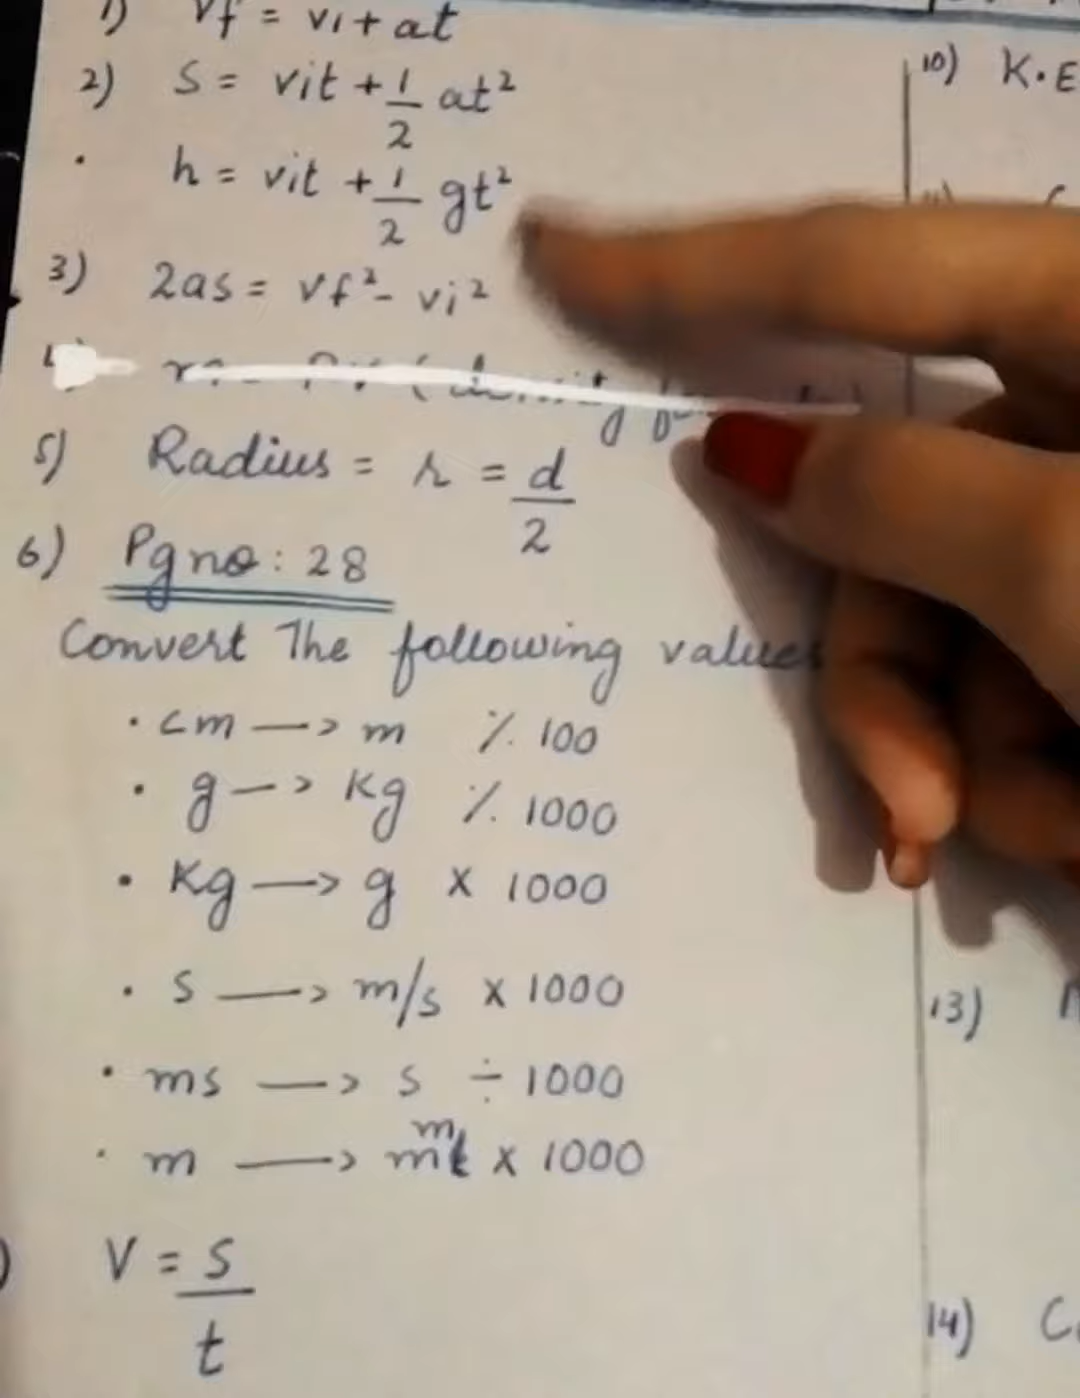 1) vf = vi + at
2) S = vit + 1/2 at²
· h = vit + 1/2 gt²
3) 2as = vf² - vi²
5) Radius = r = d/2
6) Pg no: 28
Convert The following values
· cm → m ٪ 100
· g → kg ٪ 1000
· Kg → g x 1000
· s → m/s x 1000
· ms → s ÷ 1000
· m → mm x 1000
V = S/t
10) K.E
13)
14)